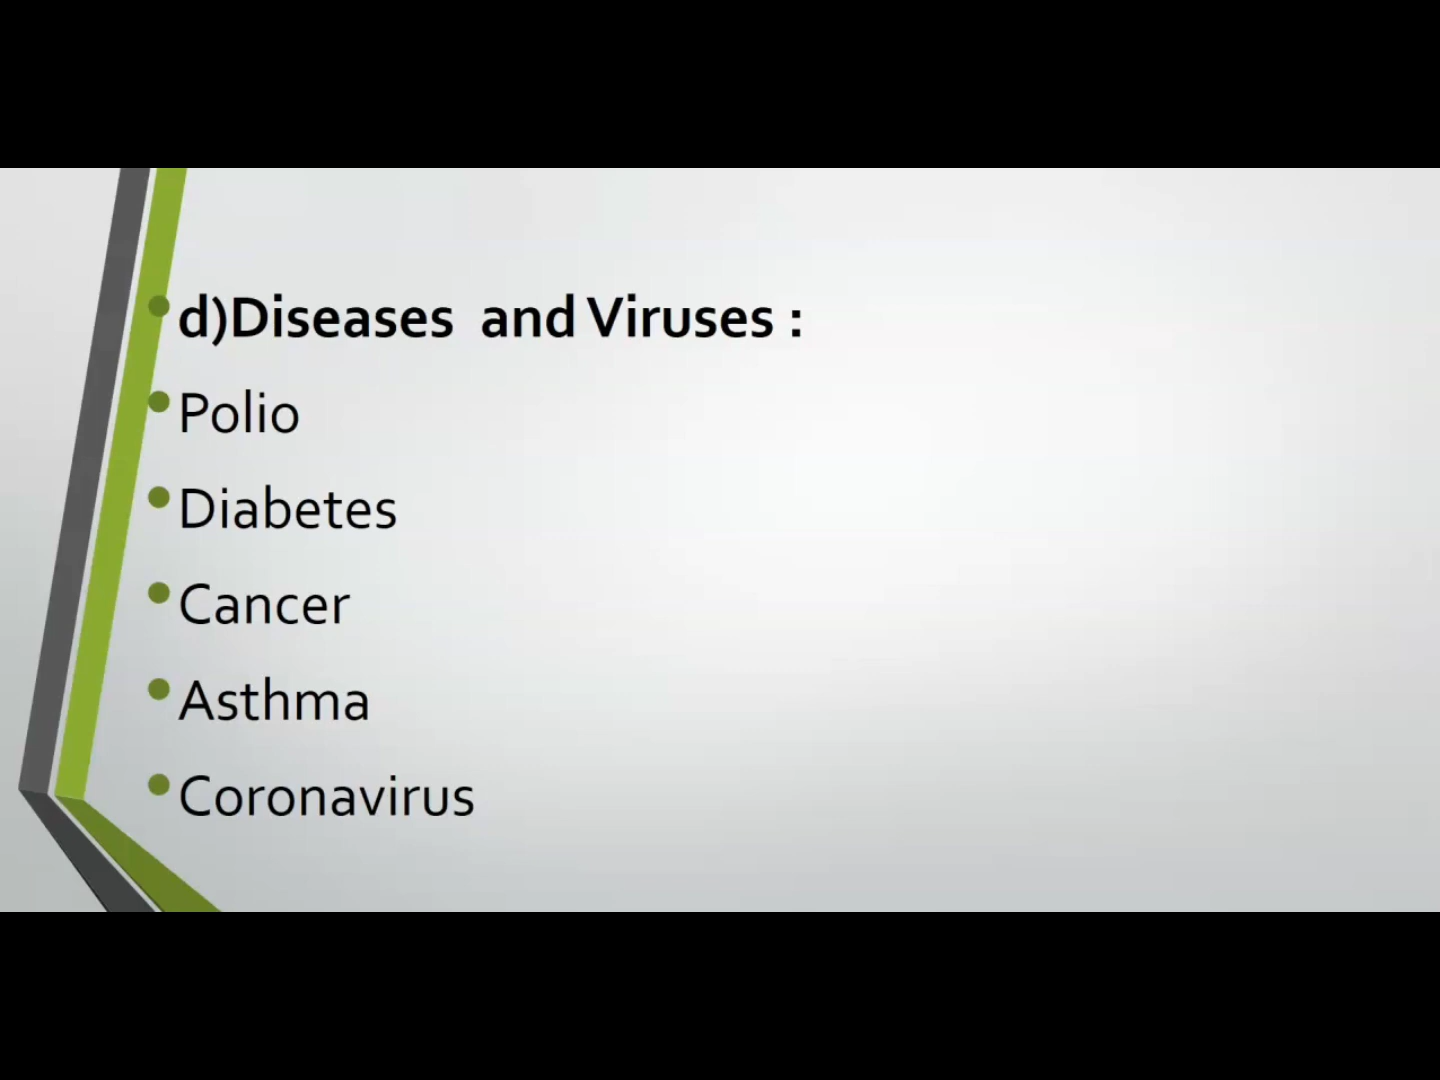 • d)Diseases  and Viruses :
• Polio
• Diabetes
• Cancer
• Asthma
• Coronavirus